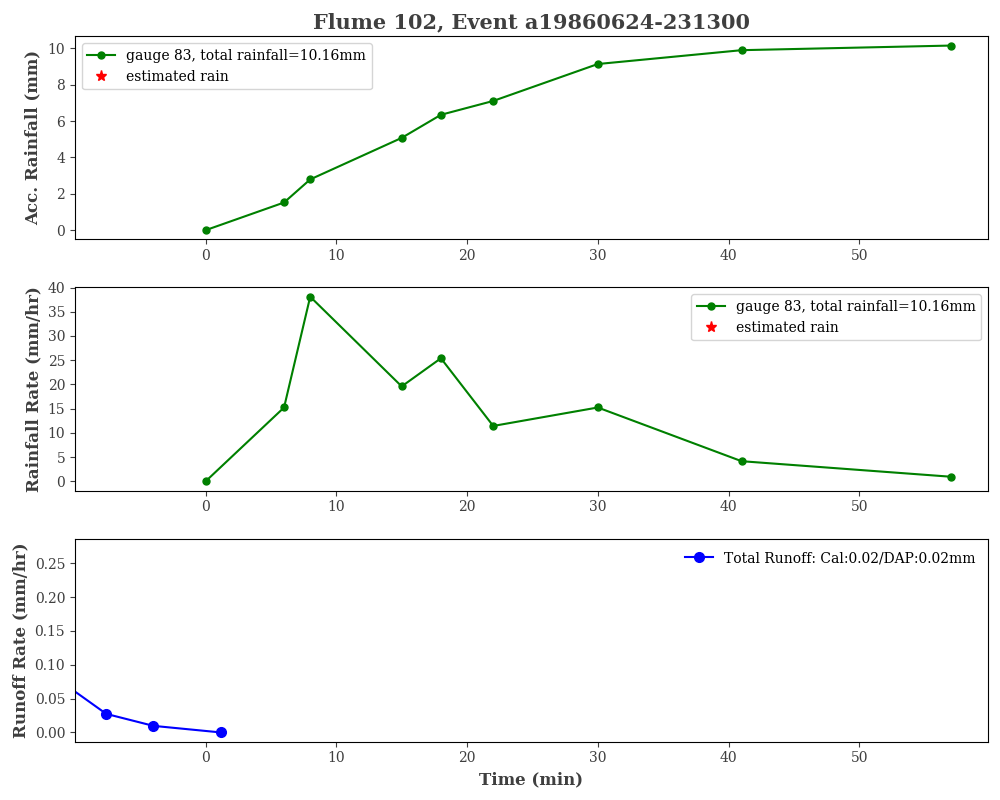 Flume 102, Event a19860624-231300
Acc. Rainfall (mm)
10
8
6
4
2
0
gauge 83, total rainfall=10.16mm
estimated rain
0 10 20 30 40 50
Rainfall Rate (mm/hr)
40
35
30
25
20
15
10
5
0
gauge 83, total rainfall=10.16mm
estimated rain
0 10 20 30 40 50
Runoff Rate (mm/hr)
0.25
0.20
0.15
0.10
0.05
0.00
Total Runoff: Cal:0.02/DAP:0.02mm
0 10 20 30 40 50
Time (min)